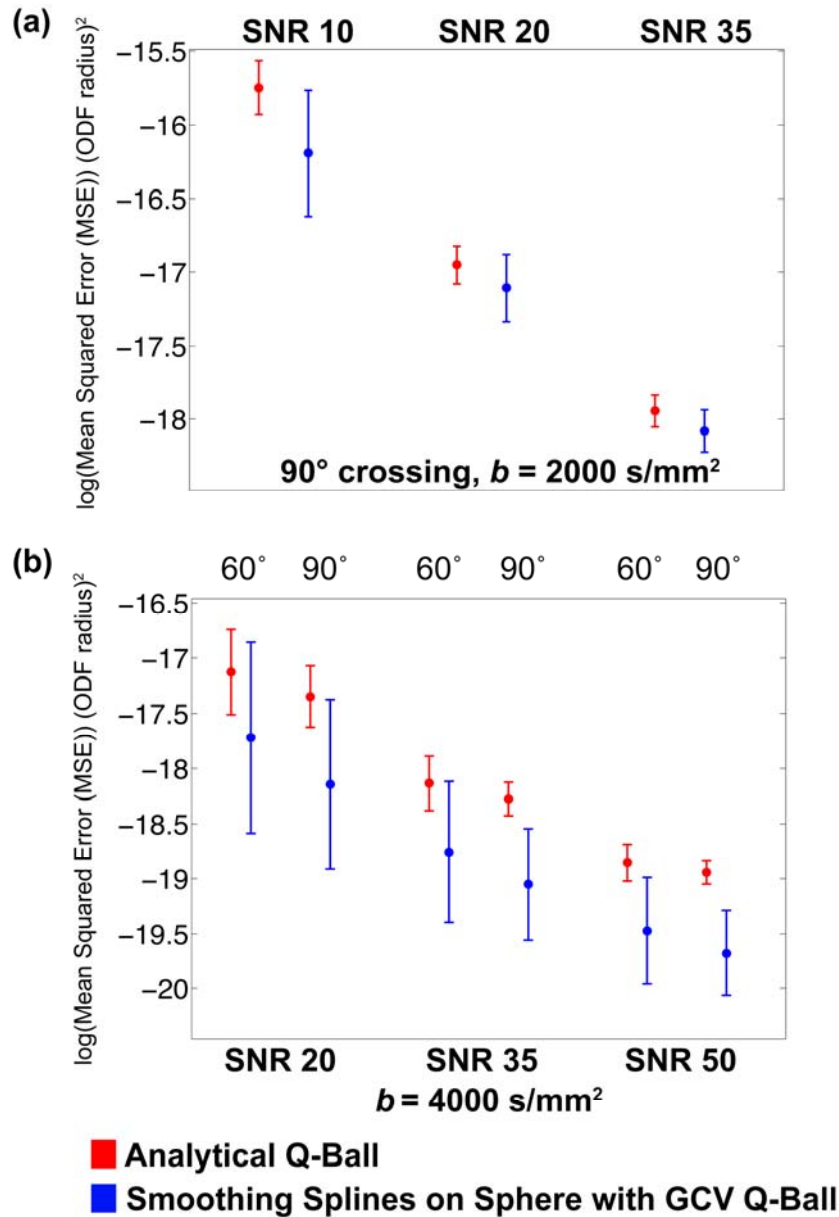 (a)
SNR 10 SNR 20 SNR 35
log(Mean Squared Error (MSE)) (ODF radius)²
−15.5
−16
−16.5
−17
−17.5
−18
90° crossing, b = 2000 s/mm²
(b)
60° 90° 60° 90° 60° 90°
log(Mean Squared Error (MSE)) (ODF radius)²
−16.5
−17
−17.5
−18
−18.5
−19
−19.5
−20
SNR 20 SNR 35 SNR 50
b = 4000 s/mm²
Analytical Q-Ball
Smoothing Splines on Sphere with GCV Q-Ball